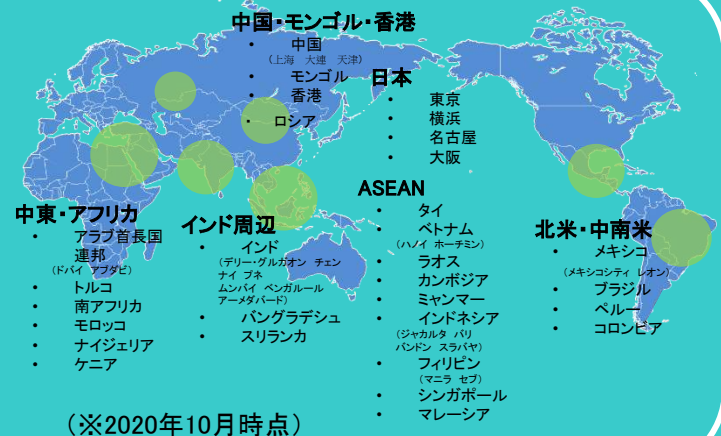 中国・モンゴル・香港
・ 中国
（上海 大連 天津）
・ モンゴル
・ 香港
・ ロシア
日本
・ 東京
・ 横浜
・ 名古屋
・ 大阪
中東・アフリカ
・ アラブ首長国
連邦
（ドバイ アブダビ）
・ トルコ
・ 南アフリカ
・ モロッコ
・ ナイジェリア
・ ケニア
インド周辺
・ インド
（デリー・グルガオン チェン
ナイ プネ
ムンバイ ベンガルール
アーメダバード）
・ バングラデシュ
・ スリランカ
ASEAN
・ タイ
・ ベトナム
（ハノイ ホーチミン）
・ ラオス
・ カンボジア
・ ミャンマー
・ インドネシア
（ジャカルタ バリ
バンドン スラバヤ）
・ フィリピン
（マニラ セブ）
・ シンガポール
・ マレーシア
北米・中南米
・ メキシコ
（メキシコシティ レオン）
・ ブラジル
・ ペルー
・ コロンビア
（※2020年10月時点）